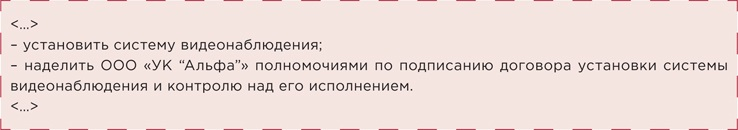 <...>
– установить систему видеонаблюдения;
– наделить ООО «УК “Альфа”» полномочиями по подписанию договора установки системы
видеонаблюдения и контролю над его исполнением.
<...>